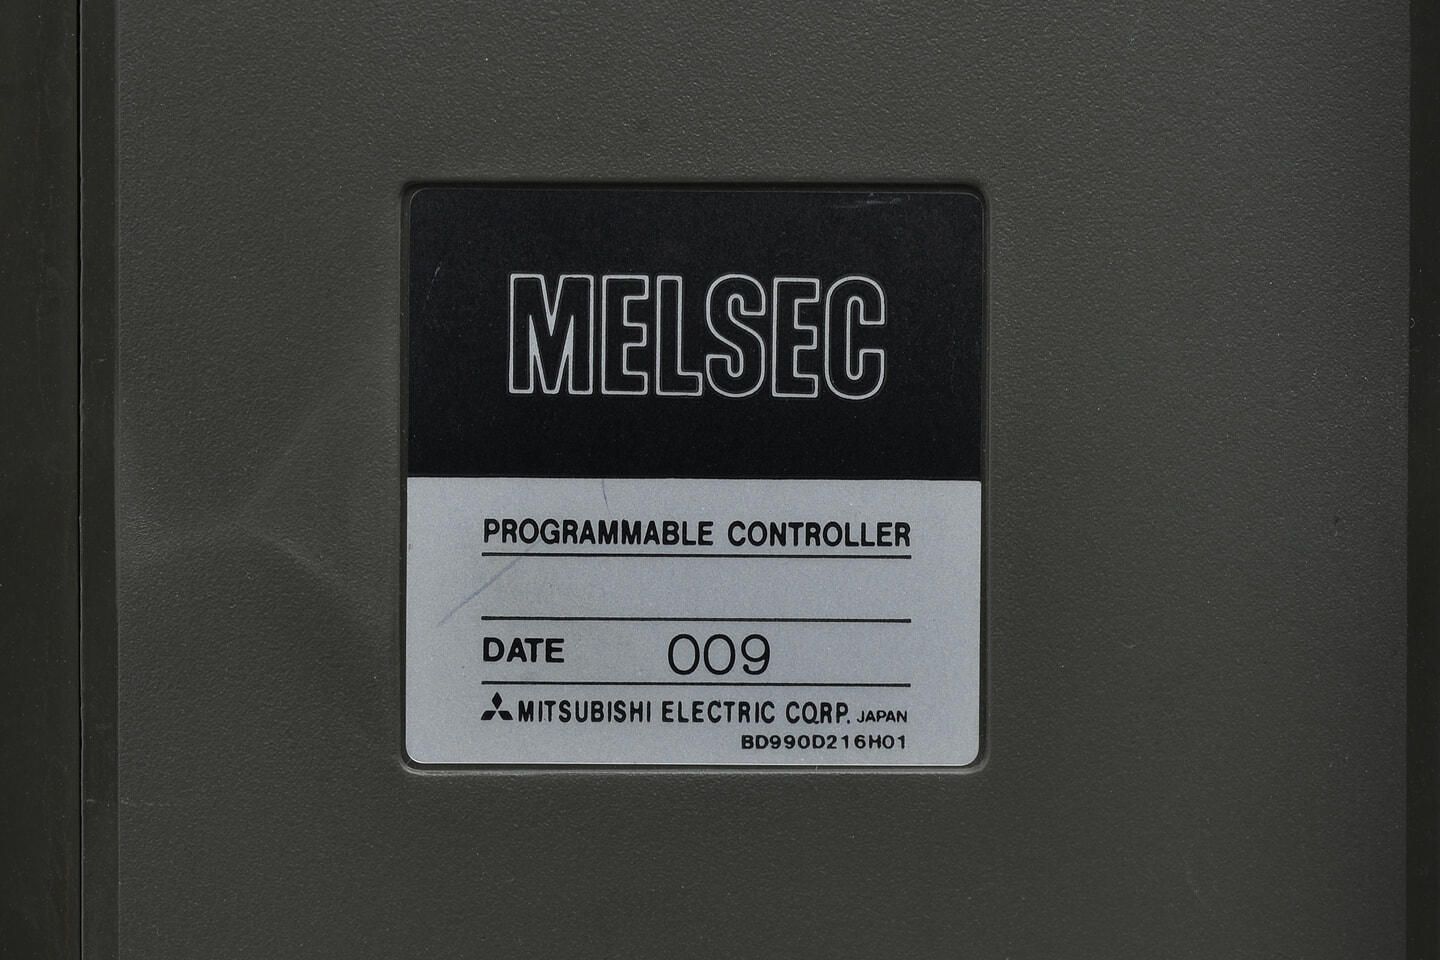 MELSEC
PROGRAMMABLE CONTROLLER
DATE 009
MITSUBISHI ELECTRIC CORP. JAPAN
BD990D216H01